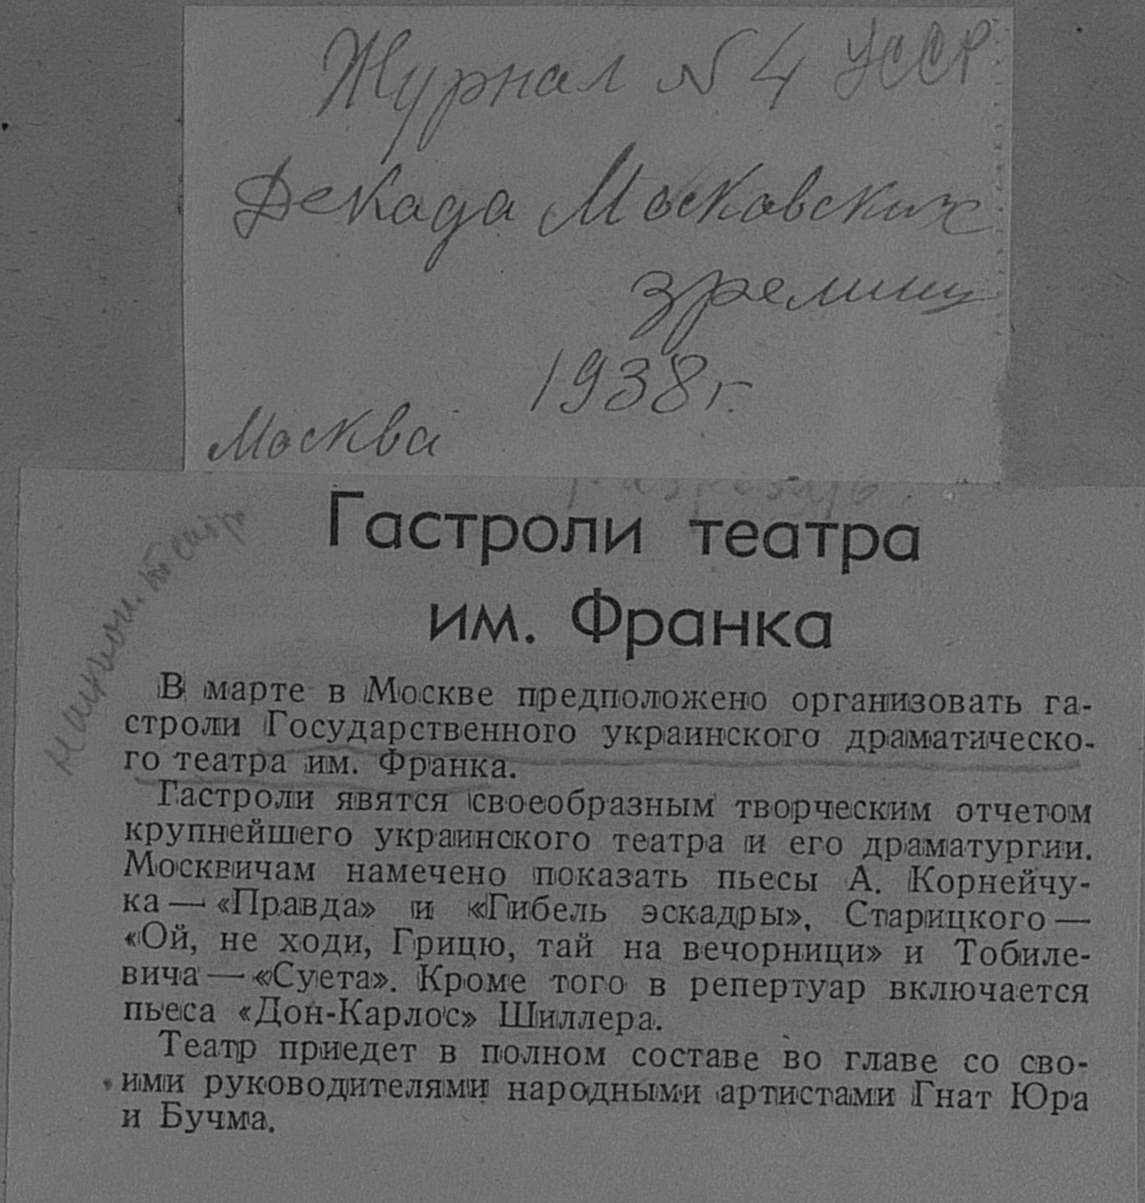 Журнал № 4 УССР
Декада Московских
зрелищ
1938 г.
Москва
Гастроли театра
им. Франка
национ. театр
В марте в Москве предположено организовать га-
строли Государственного украинского драматическо-
го театра им. Франка.
Гастроли явятся своеобразным творческим отчетом
крупнейшего украинского театра и его драматургии.
Москвичам намечено показать пьесы А. Корнейчу-
ка — «Правда» и «Гибель эскадры», Старицкого —
«Ой, не ходи, Грицю, тай на вечорници» и Тобиле-
вича — «Суета». Кроме того в репертуар включается
пьеса «Дон-Карлос» Шиллера.
Театр приедет в полном составе во главе со сво-
ими руководителями народными артистами Гнат Юра
и Бучма.